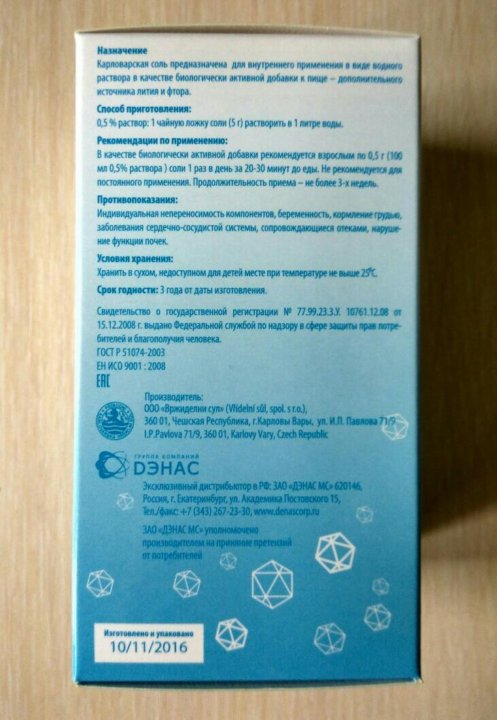 Назначение
Карловарская соль предназначена для внутреннего применения в виде водного
раствора в качестве биологически активной добавки к пище – дополнительного
источника лития и фтора.
Способ приготовления:
0,5 % раствор: 1 чайную ложку соли (5 г) растворить в 1 литре воды.
Рекомендации по применению:
В качестве биологически активной добавки рекомендуется взрослым по 0,5 г (100
мл 0,5% раствора ) соли 1 раз в день за 20-30 минут до еды. Не рекомендуется для
постоянного применения. Продолжительность приема – не более 3-х недель.
Противопоказания:
Индивидуальная непереносимость компонентов, беременность, кормление грудью,
заболевания сердечно-сосудистой системы, сопровождающиеся отеками, наруше-
ние функции почек.
Условия хранения:
Хранить в сухом, недоступном для детей месте при температуре не выше 25°С.
Срок годности: 3 года от даты изготовления.
Свидетельство о государственной регистрации № 77.99.23.3.У. 10761.12.08 от
15.12.2008 г. выдано Федеральной службой по надзору в сфере защиты прав потре-
бителей и благополучия человека.
ГОСТ Р 51074-2003
ЕН ИСО 9001 : 2008
ЕАС
Производитель:
ООО «Вржиделни сул» (Vřídelní sůl, spol. s r.o.),
360 01, Чешская Республика, г.Карловы Вары, ул. И.П. Павлова 71/9
I.P.Pavlova 71/9, 360 01, Karlovy Vary, Czech Republic
ГРУППА КОМПАНИЙ
DЭНАС
Эксклюзивный дистрибьютор в РФ: ЗАО «ДЭНАС МС» 620146,
Россия, г. Екатеринбург, ул. Академика Постовского 15,
Тел./факс: +7 (343) 267-23-30, www.denascorp.ru
ЗАО «ДЭНАС МС» уполномочено
производителем на принятие претензий
от потребителей
Изготовлено и упаковано
10/11/2016